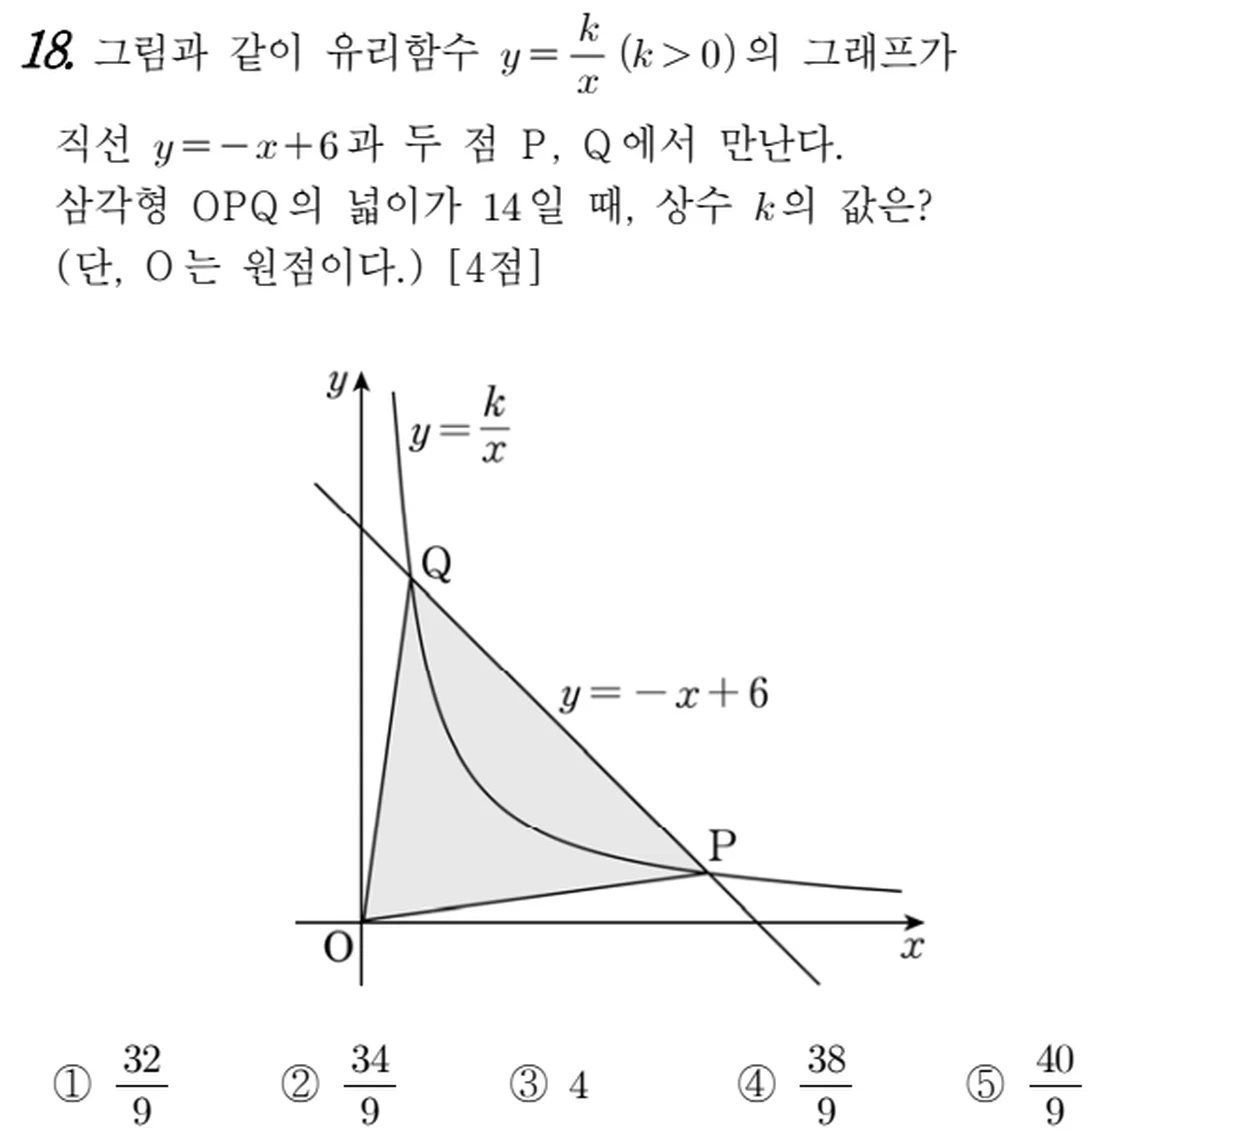 18. 그림과 같이 유리함수 y = k/x (k > 0)의 그래프가
직선 y = −x + 6과 두 점 P, Q에서 만난다.
삼각형 OPQ의 넓이가 14일 때, 상수 k의 값은?
(단, O는 원점이다.) [4점]
y
y = k/x
Q
y = −x + 6
P
O
x
① 32/9 ② 34/9 ③ 4 ④ 38/9 ⑤ 40/9